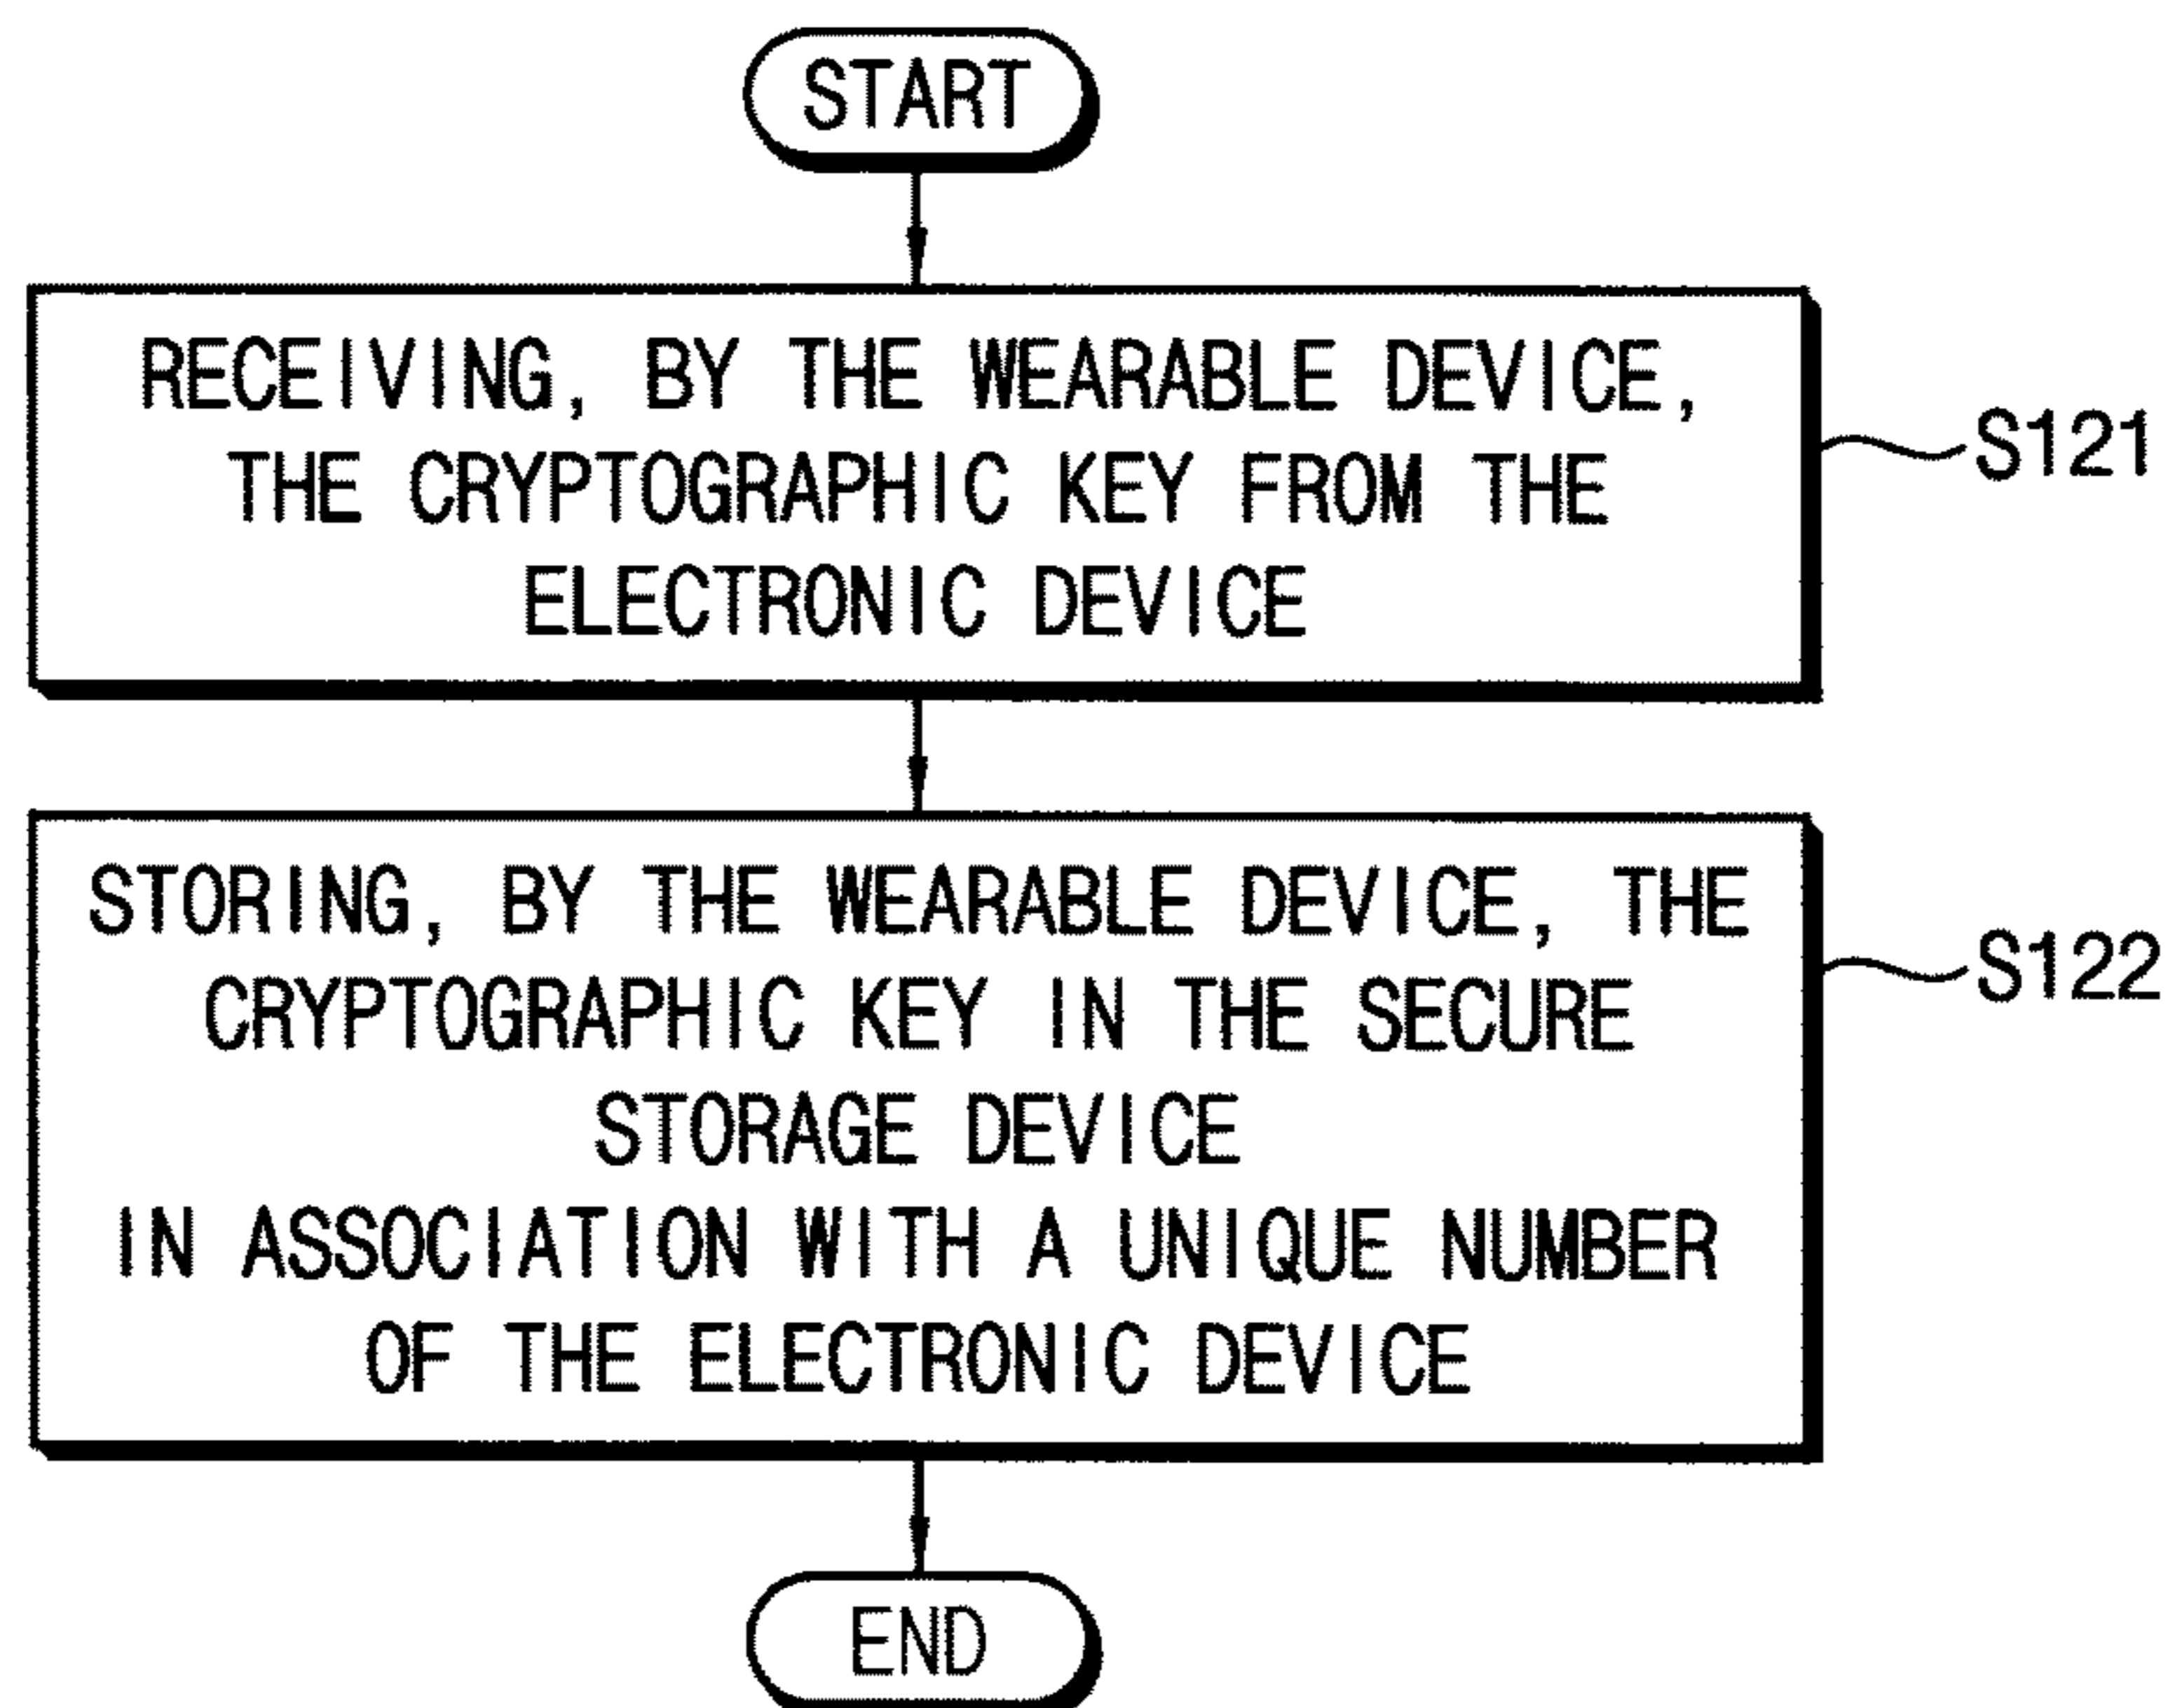 START
RECEIVING, BY THE WEARABLE DEVICE,
THE CRYPTOGRAPHIC KEY FROM THE
ELECTRONIC DEVICE
S121
STORING, BY THE WEARABLE DEVICE, THE
CRYPTOGRAPHIC KEY IN THE SECURE
STORAGE DEVICE
IN ASSOCIATION WITH A UNIQUE NUMBER
OF THE ELECTRONIC DEVICE
S122
END